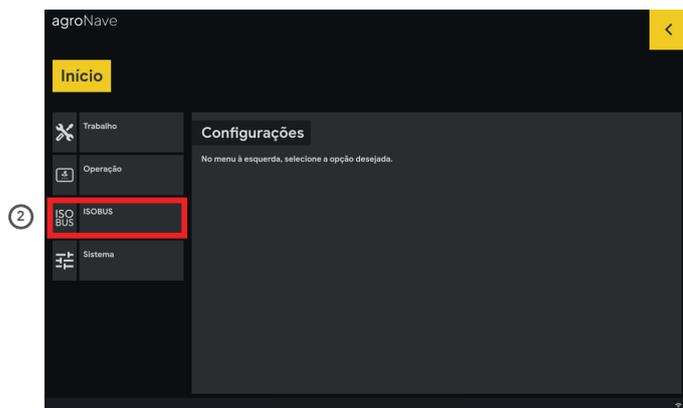 agroNave
Início
Trabalho
Configurações
No menu à esquerda, selecione a opção desejada.
Operação
2
ISO
BUS
ISOBUS
Sistema